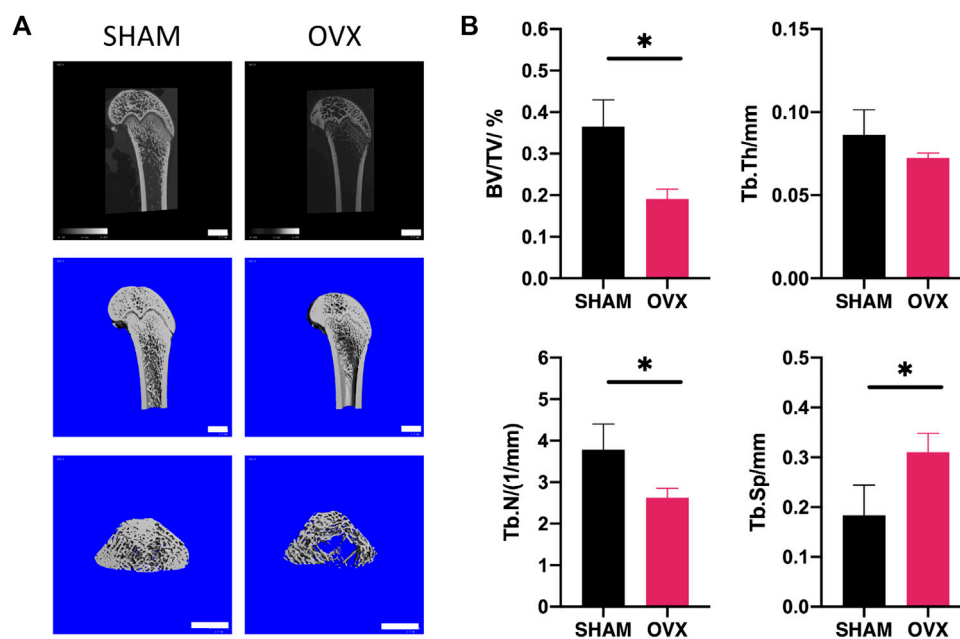 A
SHAM
OVX
B
0.6
0.5
0.4
0.3
0.2
0.1
0.0
BV/TV/ %
*
SHAM
OVX
0.15
0.10
0.05
0.00
Tb.Th/mm
SHAM
OVX
6
5
4
3
2
1
0
Tb.N/(1/mm)
*
SHAM
OVX
0.5
0.4
0.3
0.2
0.1
0.0
Tb.Sp/mm
*
SHAM
OVX